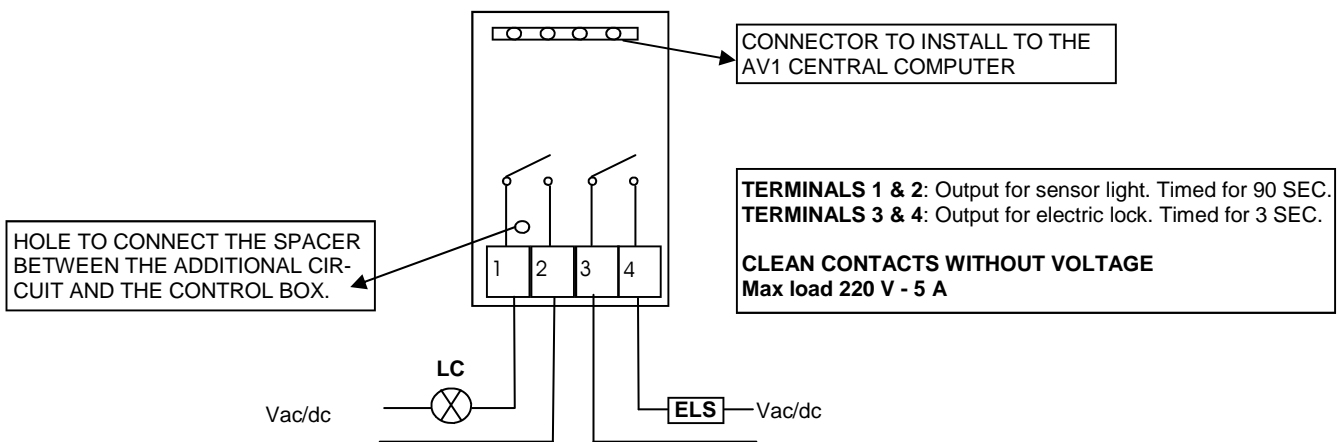 CONNECTOR TO INSTALL TO THE
AV1 CENTRAL COMPUTER
TERMINALS 1 & 2: Output for sensor light. Timed for 90 SEC.
TERMINALS 3 & 4: Output for electric lock. Timed for 3 SEC.
CLEAN CONTACTS WITHOUT VOLTAGE
Max load 220 V - 5 A
HOLE TO CONNECT THE SPACER
BETWEEN THE ADDITIONAL CIR-
CUIT AND THE CONTROL BOX.
1 2 3 4
LC
Vac/dc
ELS
Vac/dc